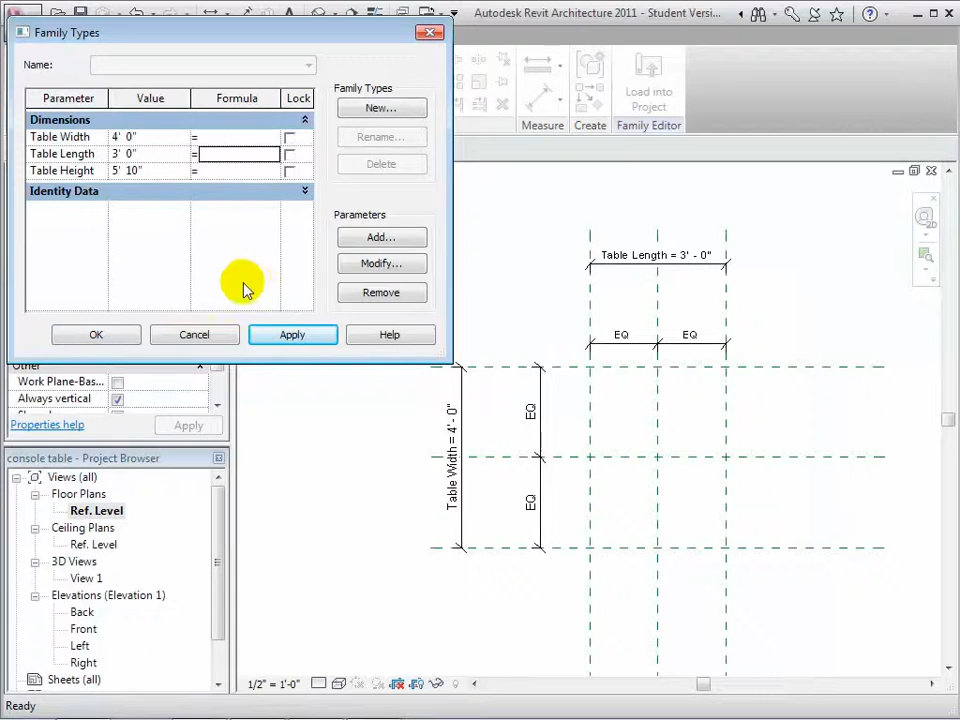 Autodesk Revit Architecture 2011 - Student Versi...
Family Types
Name:
Parameter Value Formula Lock
Dimensions
Table Width 4' 0" =
Table Length 3' 0" =
Table Height 5' 10" =
Identity Data
Family Types
New...
Rename...
Delete
Parameters
Add...
Modify...
Remove
OK Cancel Apply Help
Load into
Project
Measure Create Family Editor
2D
Other
Work Plane-Bas...
Always vertical
Properties help Apply
console table - Project Browser
Views (all)
Floor Plans
Ref. Level
Ceiling Plans
Ref. Level
3D Views
View 1
Elevations (Elevation 1)
Back
Front
Left
Right
Sheets (all)
Table Length = 3' - 0"
EQ EQ
Table Width = 4' - 0"
EQ
EQ
1/2" = 1'-0"
Ready